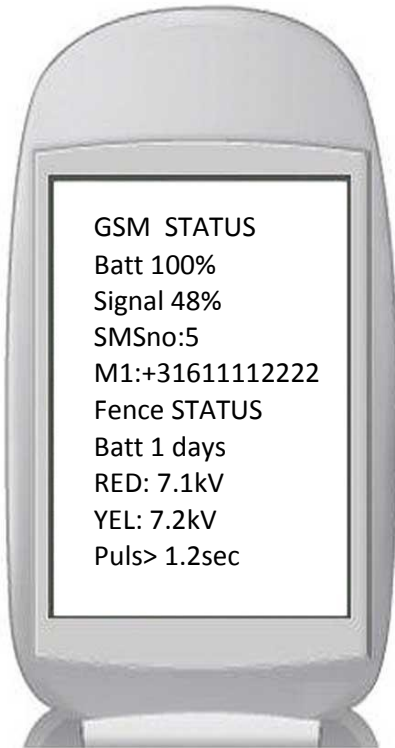 GSM  STATUS
Batt 100%
Signal 48%
SMSno:5
M1:+31611112222
Fence STATUS
Batt 1 days
RED: 7.1kV
YEL: 7.2kV
Puls> 1.2sec